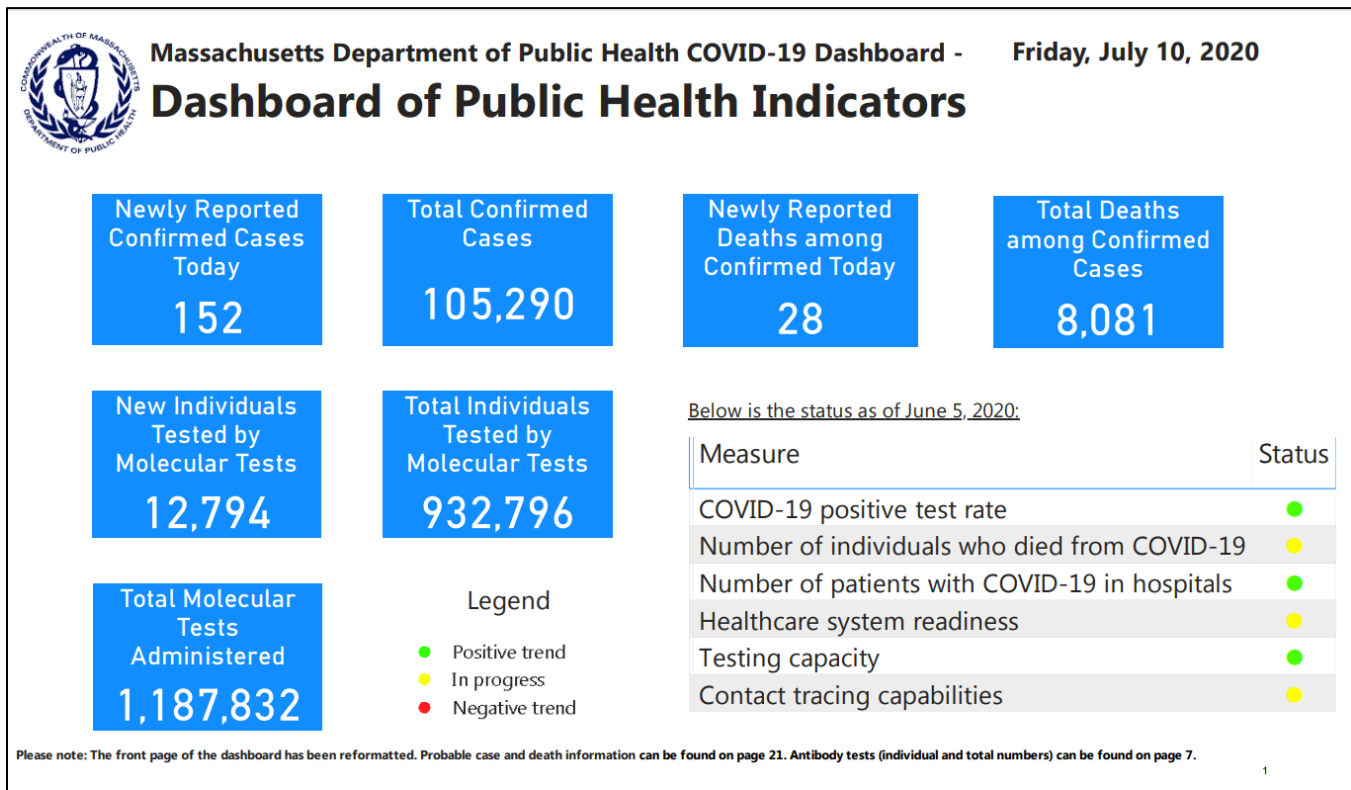 COMMONWEALTH OF MASSACHUSETTS
DEPARTMENT OF PUBLIC HEALTH
Massachusetts Department of Public Health COVID-19 Dashboard -
Friday, July 10, 2020
Dashboard of Public Health Indicators
Newly Reported
Confirmed Cases
Today
152
Total Confirmed
Cases
105,290
Newly Reported
Deaths among
Confirmed Today
28
Total Deaths
among Confirmed
Cases
8,081
New Individuals
Tested by
Molecular Tests
12,794
Total Individuals
Tested by
Molecular Tests
932,796
Total Molecular
Tests
Administered
1,187,832
Legend
Positive trend
In progress
Negative trend
Below is the status as of June 5, 2020:
Measure Status
COVID-19 positive test rate
Number of individuals who died from COVID-19
Number of patients with COVID-19 in hospitals
Healthcare system readiness
Testing capacity
Contact tracing capabilities
Please note: The front page of the dashboard has been reformatted. Probable case and death information can be found on page 21. Antibody tests (individual and total numbers) can be found on page 7.
1